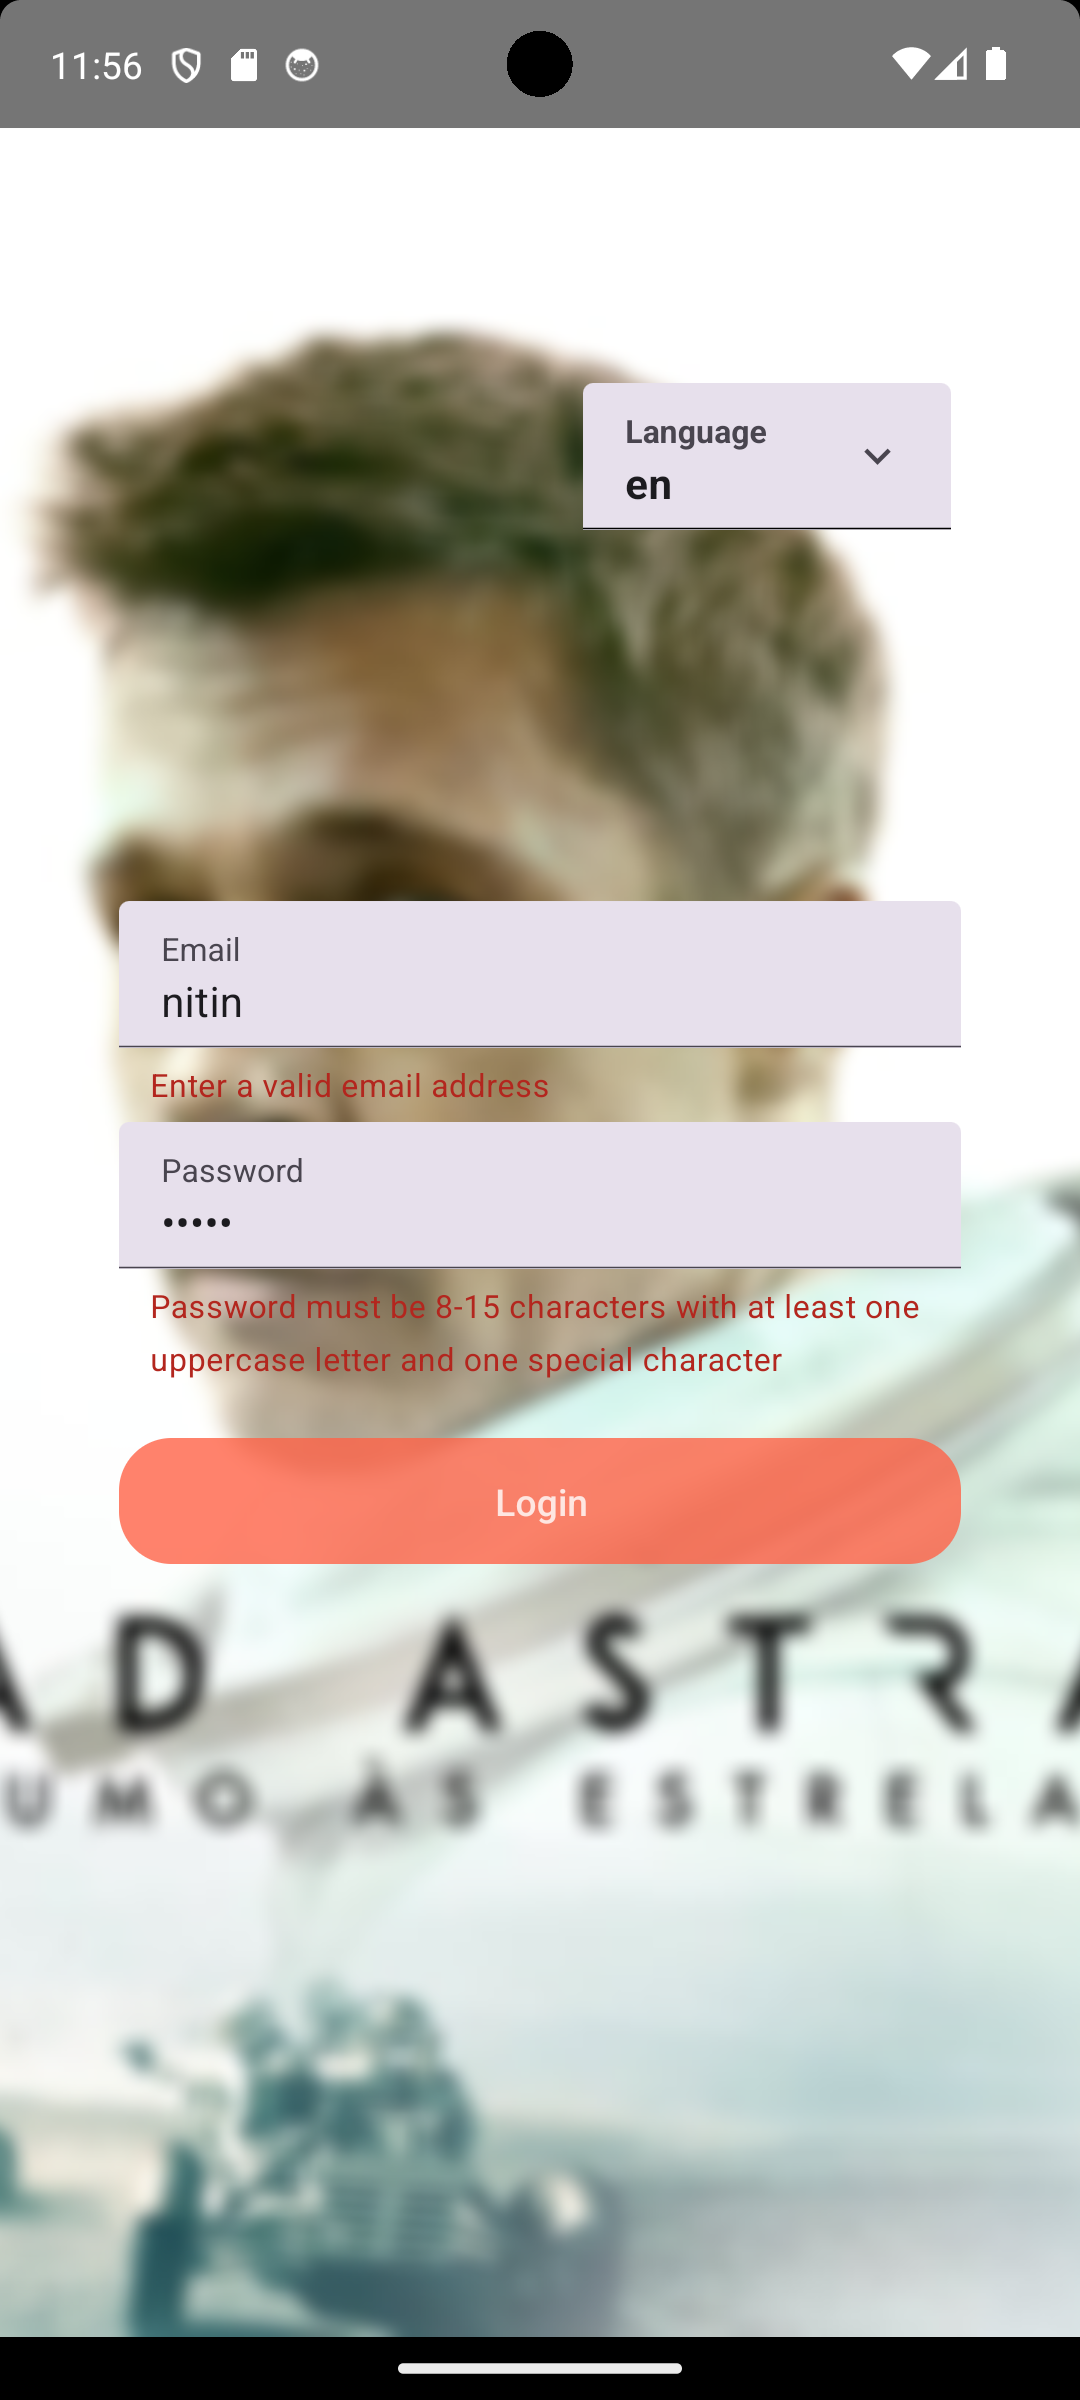 11:56
Language
en
Email
nitin
Enter a valid email address
Password
•••••
Password must be 8-15 characters with at least one
uppercase letter and one special character
Login
AD ASTRA
UMO ÀS ESTRELA